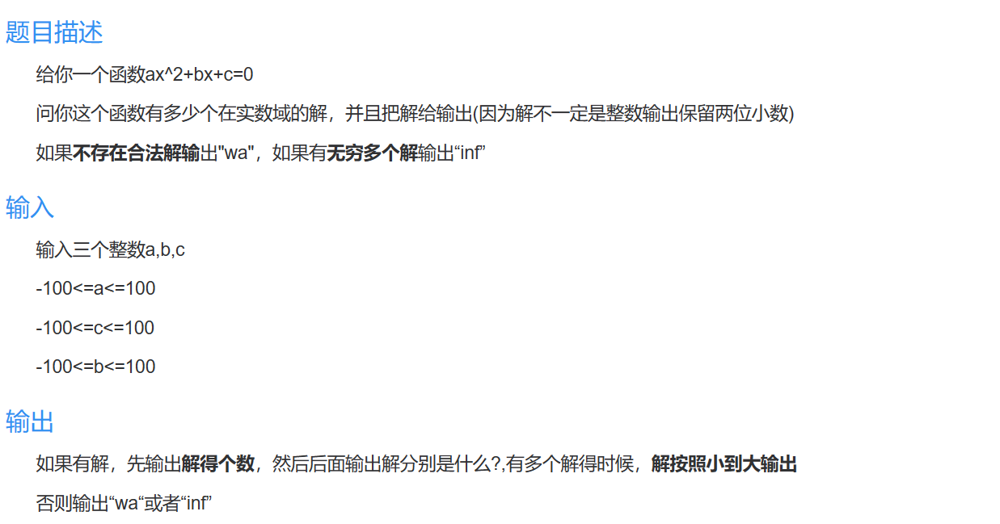 题目描述
给你一个函数ax^2+bx+c=0
问你这个函数有多少个在实数域的解，并且把解给输出(因为解不一定是整数输出保留两位小数)
如果不存在合法解输出"wa"，如果有无穷多个解输出“inf”
输入
输入三个整数a,b,c
-100<=a<=100
-100<=c<=100
-100<=b<=100
输出
如果有解，先输出解得个数，然后后面输出解分别是什么?,有多个解得时候，解按照小到大输出
否则输出“wa“或者“inf”